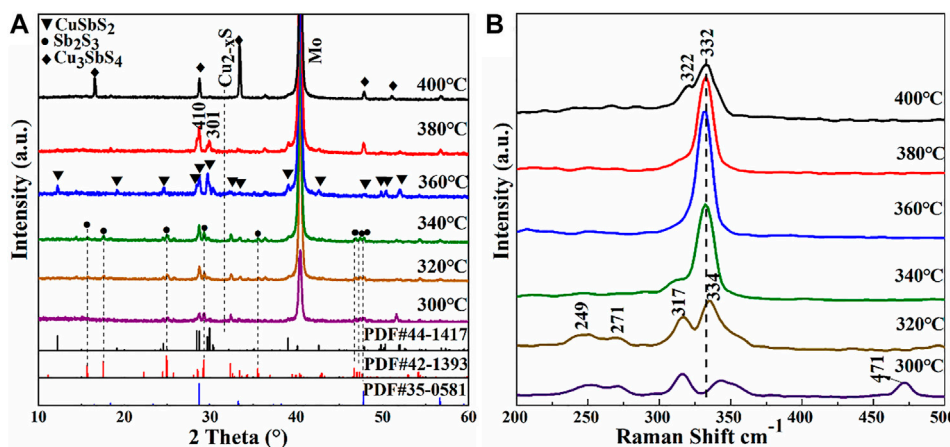 A
CuSbS2
Sb2S3
Cu3SbS4
Cu2-xS
Mo
400°C
410
301
380°C
360°C
340°C
320°C
300°C
PDF#44-1417
PDF#42-1393
PDF#35-0581
10 20 30 40 50 60
2 Theta (°)
Intensity (a.u.)
B
322
332
400°C
380°C
360°C
340°C
249
271
317
334
320°C
300°C
471
200 250 300 350 400 450 500
Raman Shift cm-1
Intensity (a.u.)